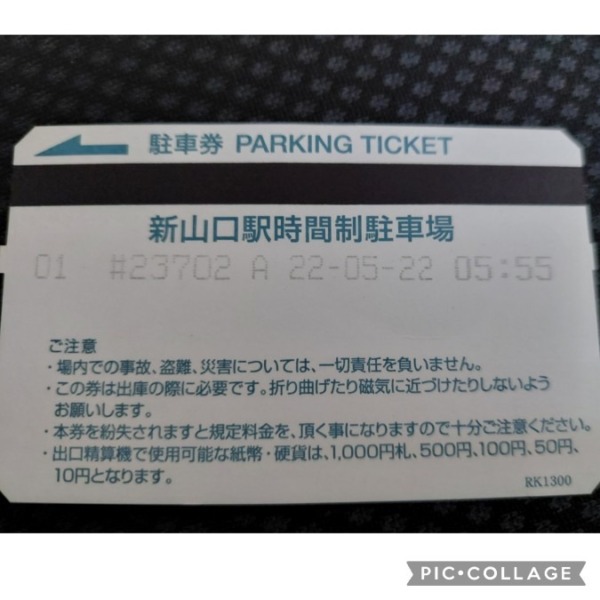 駐車券 PARKING TICKET
新山口駅時間制駐車場
01 #23702 A 22-05-22 05:55
ご注意
・場内での事故、盗難、災害については、一切責任を負いません。
・この券は出庫の際に必要です。折り曲げたり磁気に近づけたりしないよう
お願いします。
・本券を紛失されますと規定料金を、頂く事になりますので十分ご注意ください。
・出口精算機で使用可能な紙幣・硬貨は、1,000円札、500円、100円、50円、
10円となります。
RK1300
PIC•COLLAGE